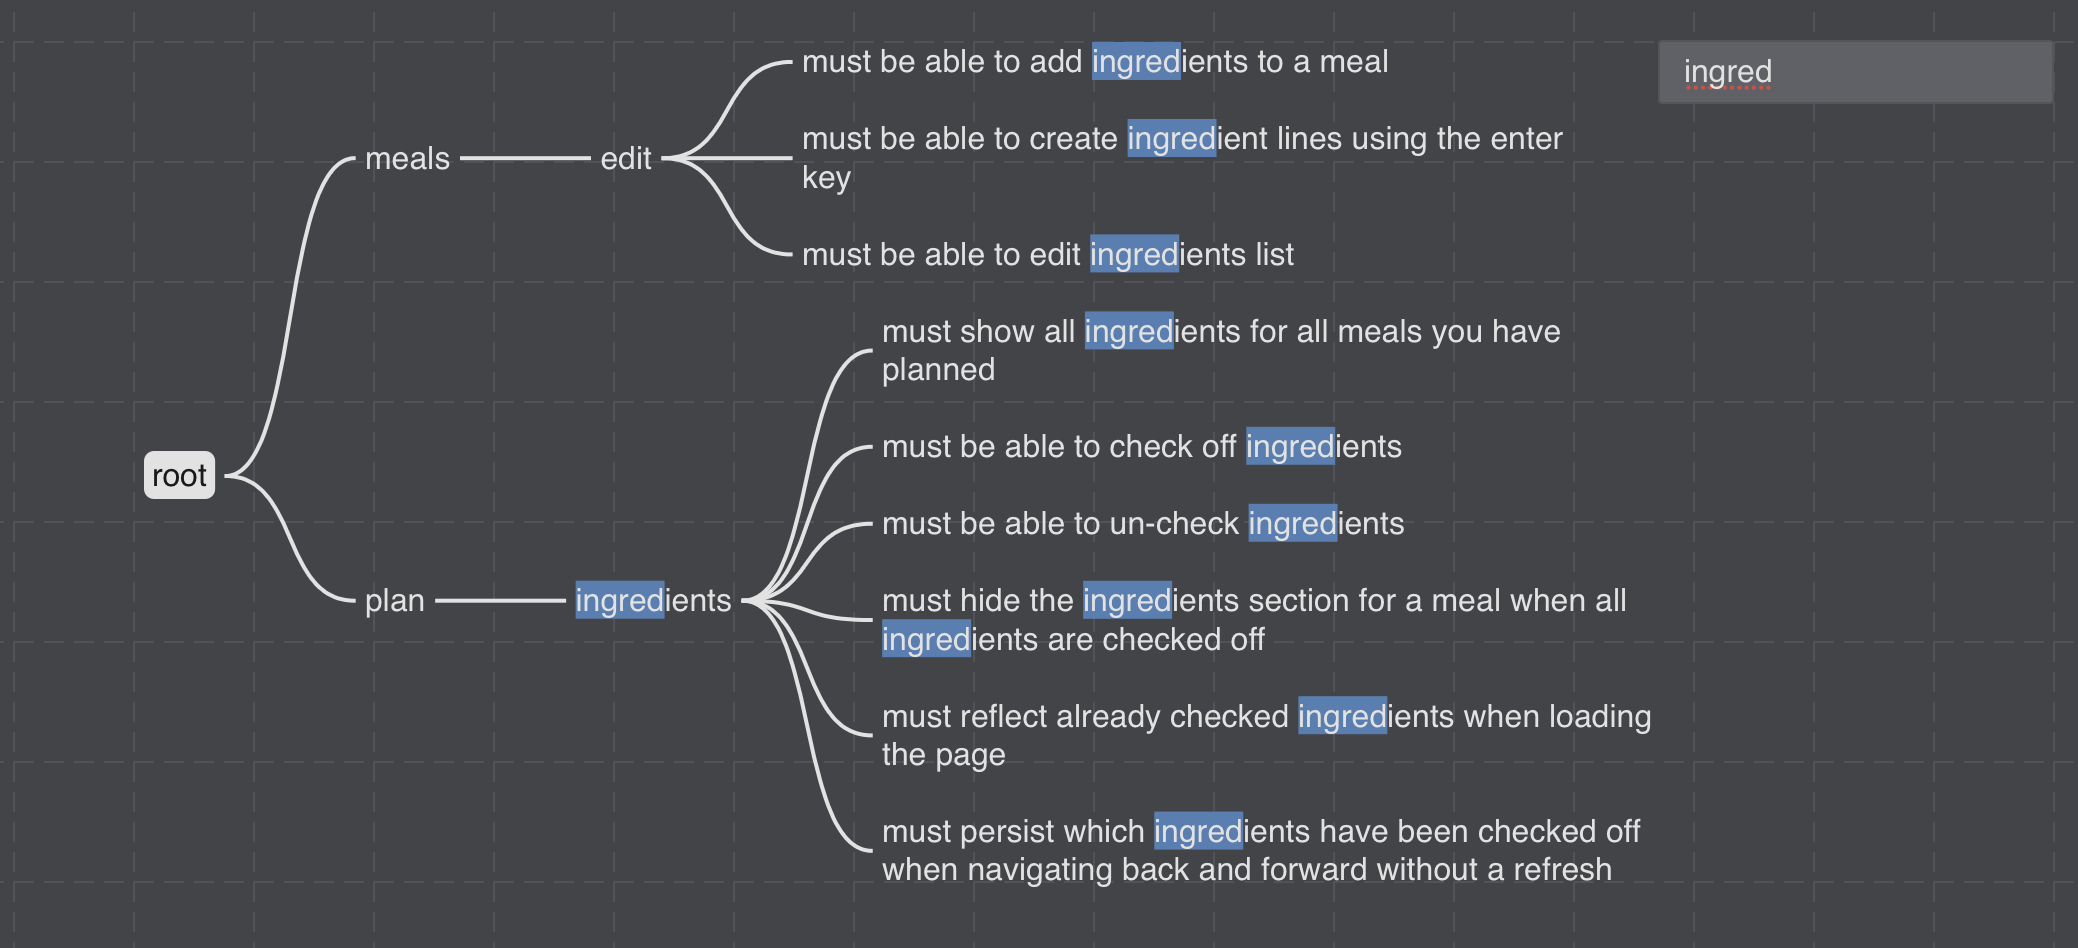 must be able to add ingredients to a meal
ingred
must be able to create ingredient lines using the enter
key
meals
edit
must be able to edit ingredients list
must show all ingredients for all meals you have
planned
must be able to check off ingredients
root
must be able to un-check ingredients
plan
ingredients
must hide the ingredients section for a meal when all
ingredients are checked off
must reflect already checked ingredients when loading
the page
must persist which ingredients have been checked off
when navigating back and forward without a refresh